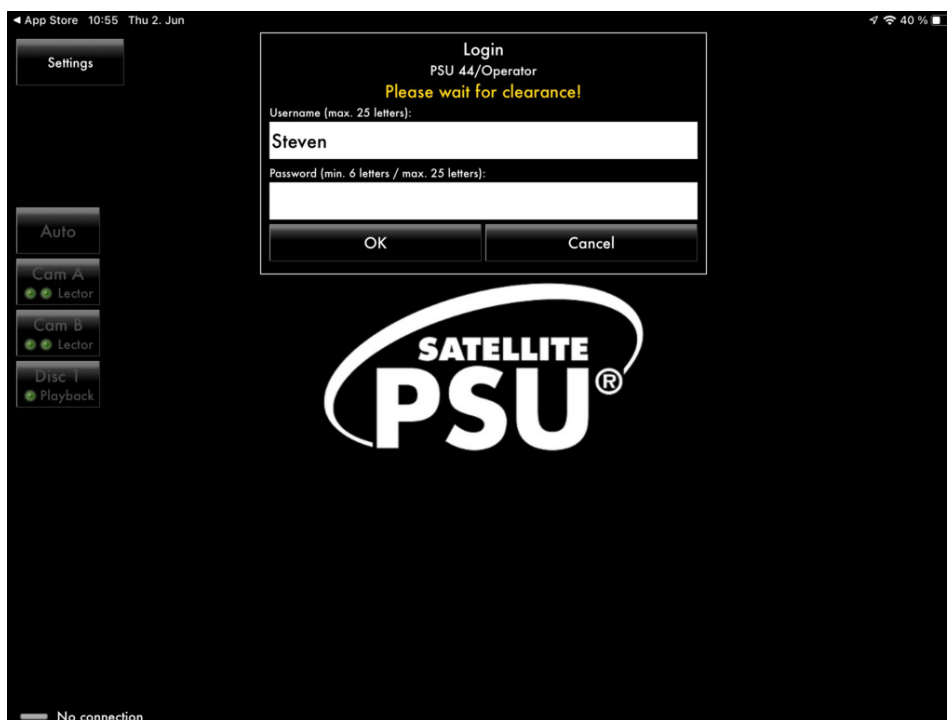 ◀ App Store 10:55 Thu 2. Jun 40 %
Settings
Login
PSU 44/Operator
Please wait for clearance!
Username (max. 25 letters):
Steven
Password (min. 6 letters / max. 25 letters):
OK Cancel
Auto
Cam A
Lector
Cam B
Lector
Disc 1
Playback
SATELLITE
PSU®
No connection